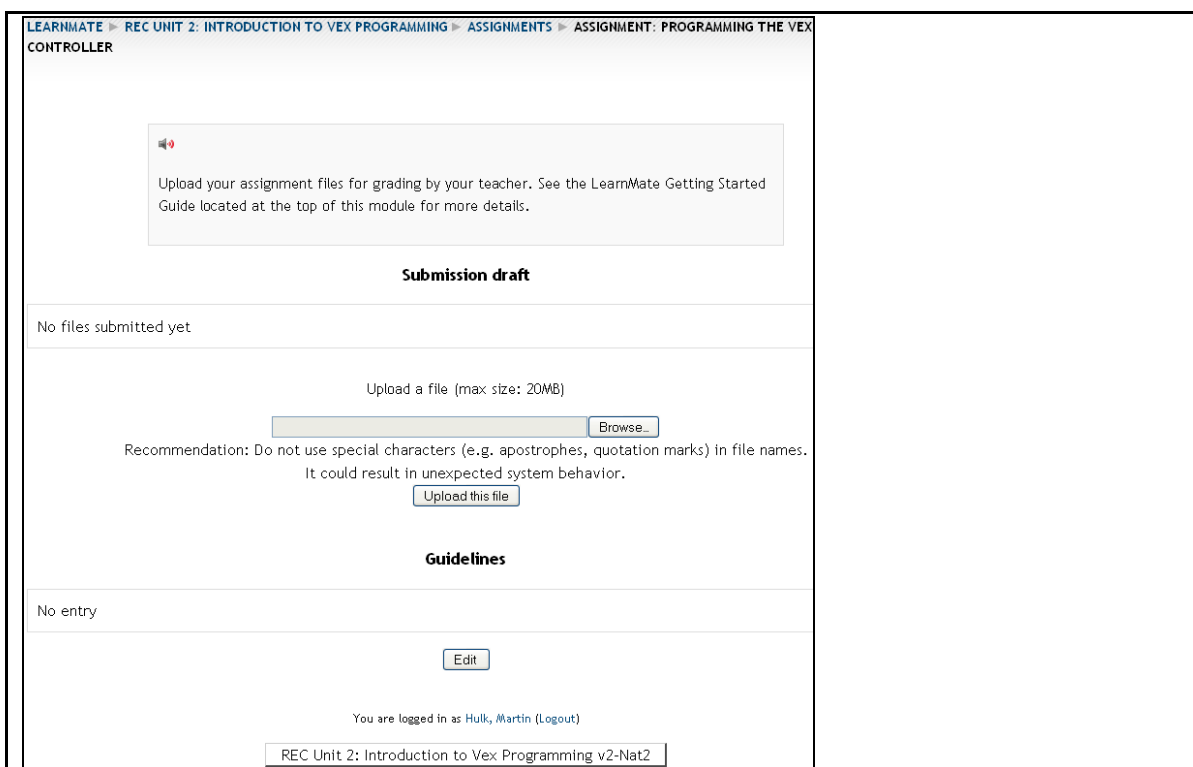 LEARNMATE ► REC UNIT 2: INTRODUCTION TO VEX PROGRAMMING ► ASSIGNMENTS ► ASSIGNMENT: PROGRAMMING THE VEX
CONTROLLER
Upload your assignment files for grading by your teacher. See the LearnMate Getting Started
Guide located at the top of this module for more details.
Submission draft
No files submitted yet
Upload a file (max size: 20MB)
Browse...
Recommendation: Do not use special characters (e.g. apostrophes, quotation marks) in file names.
It could result in unexpected system behavior.
Upload this file
Guidelines
No entry
Edit
You are logged in as Hulk, Martin (Logout)
REC Unit 2: Introduction to Vex Programming v2-Nat2